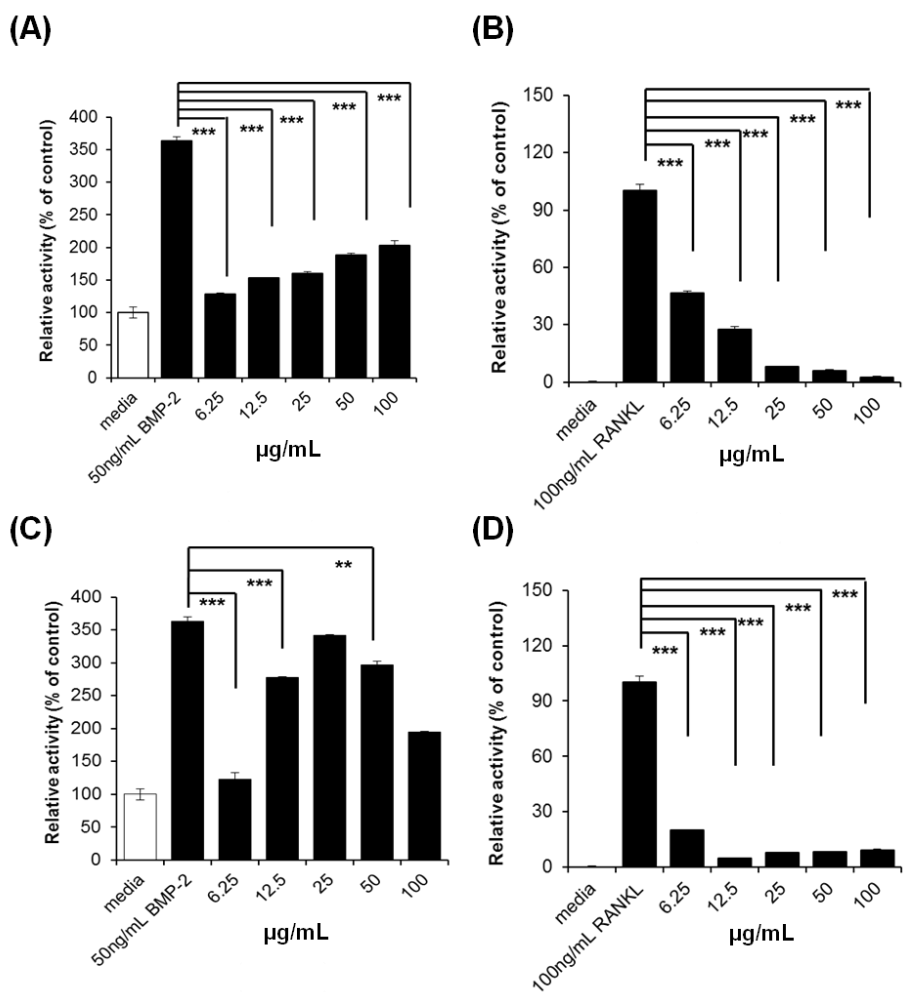 (A)
Relative activity (% of control)
400
350
300
250
200
150
100
50
0
*** *** *** *** ***
media
50ng/mL BMP-2
6.25
12.5
25
50
100
µg/mL
(B)
Relative activity (% of control)
150
120
90
60
30
0
*** *** *** *** ***
media
100ng/mL RANKL
6.25
12.5
25
50
100
µg/mL
(C)
Relative activity (% of control)
400
350
300
250
200
150
100
50
0
*** *** **
media
50ng/mL BMP-2
6.25
12.5
25
50
100
µg/mL
(D)
Relative activity (% of control)
150
120
90
60
30
0
*** *** *** *** ***
media
100ng/mL RANKL
6.25
12.5
25
50
100
µg/mL